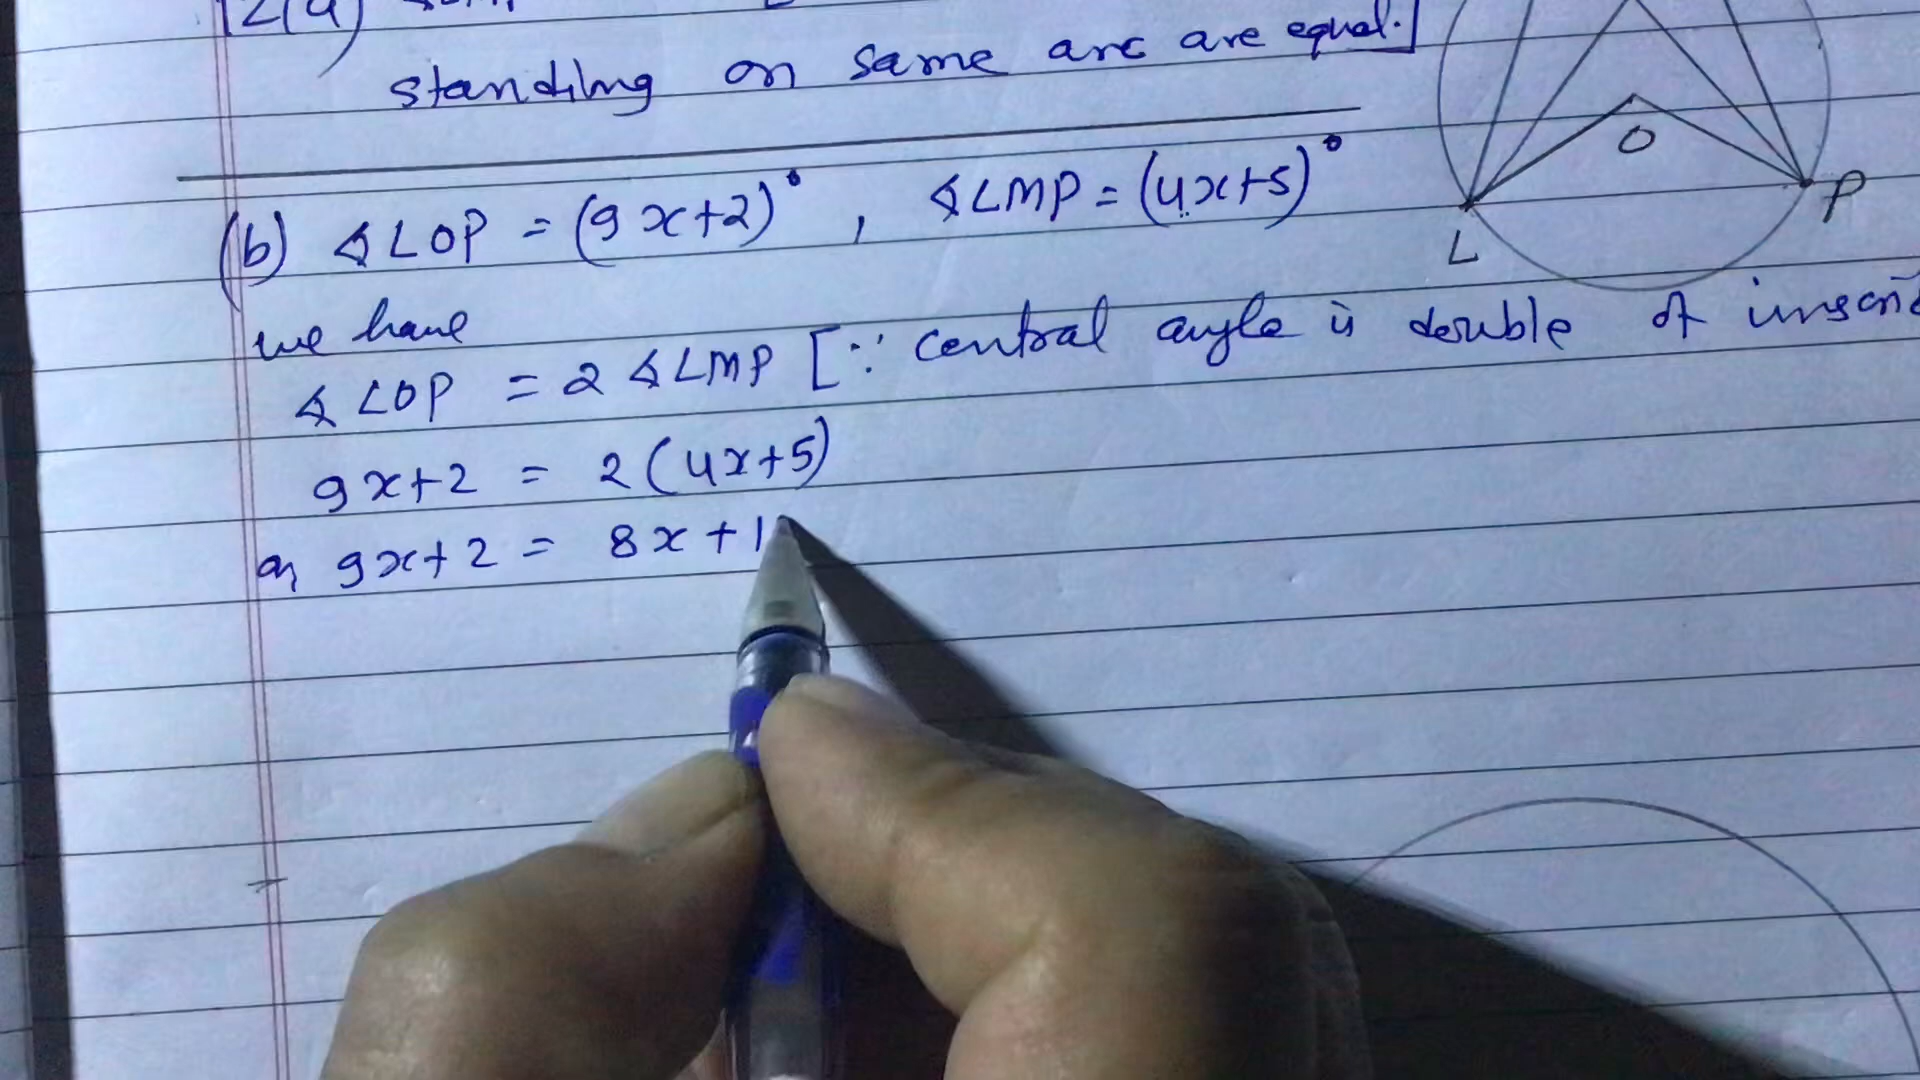 12(a)
standing on same arc are equal.]
(b) ∡LOP = (9x+2)°, ∡LMP = (4x+5)°
we have
∡LOP = 2 ∡LMP [∵ central angle is double of
9x+2 = 2(4x+5)
or, 9x+2 = 8x+1
O
P
L